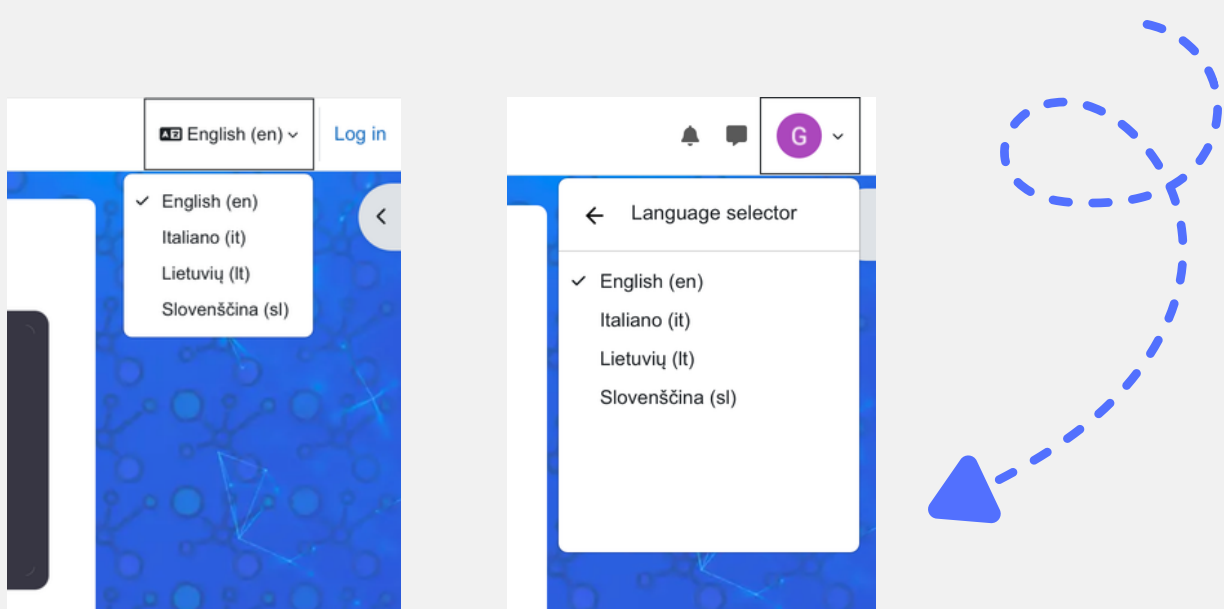 English (en)
Log in
English (en)
Italiano (it)
Lietuvių (lt)
Slovenščina (sl)
G
Language selector
English (en)
Italiano (it)
Lietuvių (lt)
Slovenščina (sl)